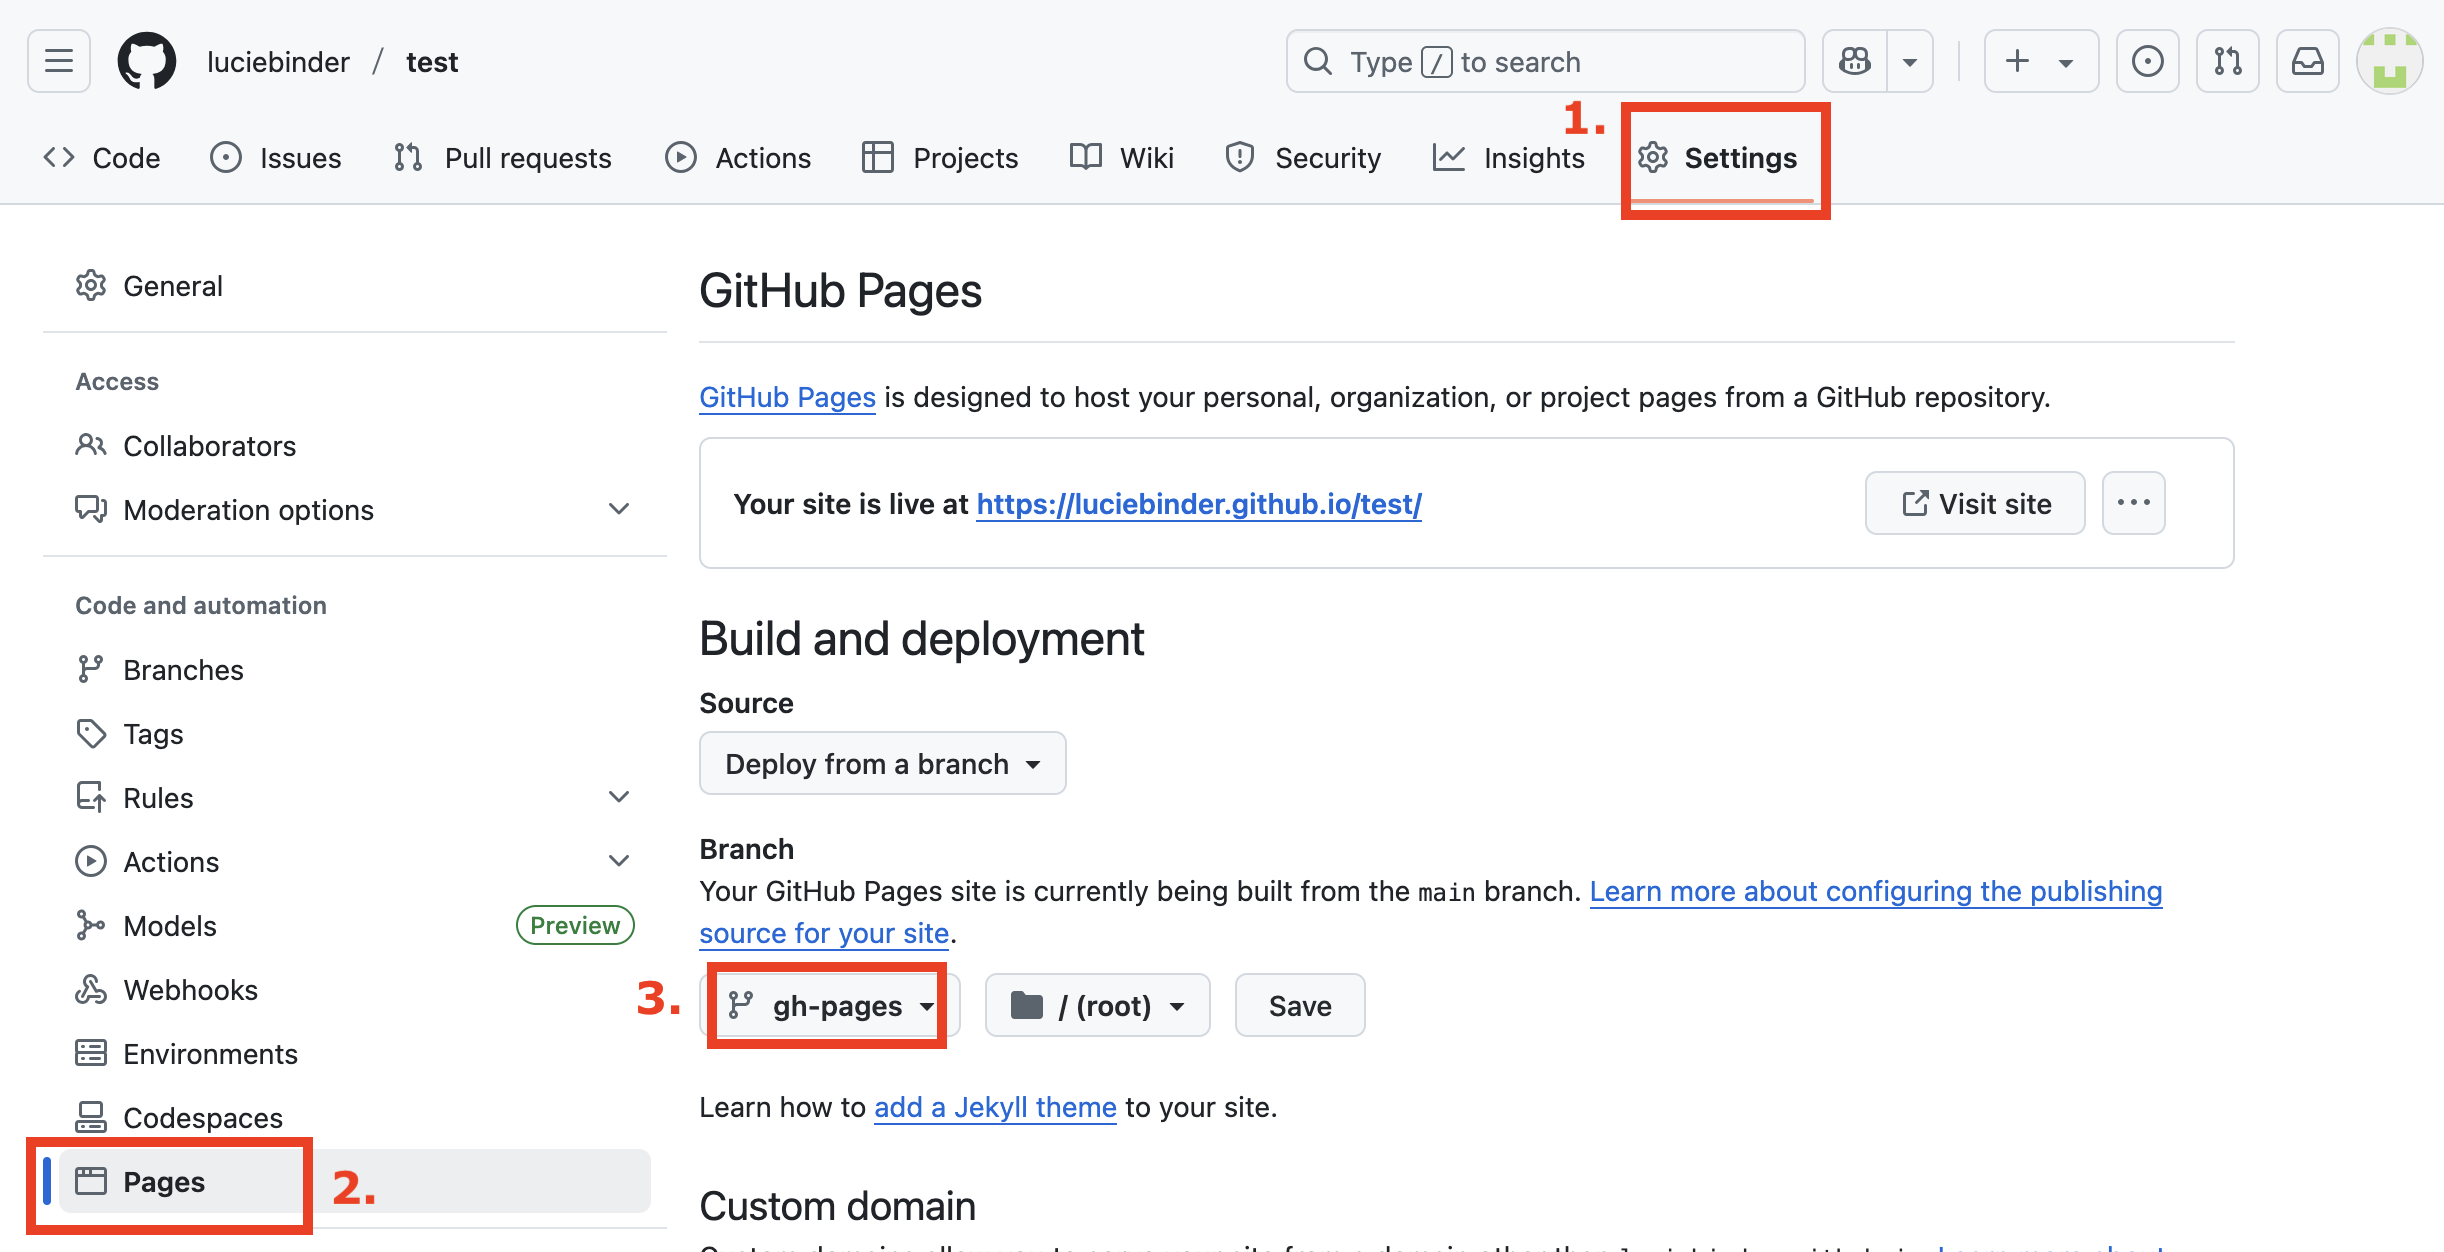 luciebinder / test
Type / to search
1.
Code Issues Pull requests Actions Projects Wiki Security Insights Settings
General
Access
Collaborators
Moderation options
Code and automation
Branches
Tags
Rules
Actions
Models Preview
Webhooks
Environments
Codespaces
Pages 2.
GitHub Pages
GitHub Pages is designed to host your personal, organization, or project pages from a GitHub repository.
Your site is live at https://luciebinder.github.io/test/ Visit site
Build and deployment
Source
Deploy from a branch
Branch
Your GitHub Pages site is currently being built from the main branch. Learn more about configuring the publishing
source for your site.
3. gh-pages / (root) Save
Learn how to add a Jekyll theme to your site.
Custom domain